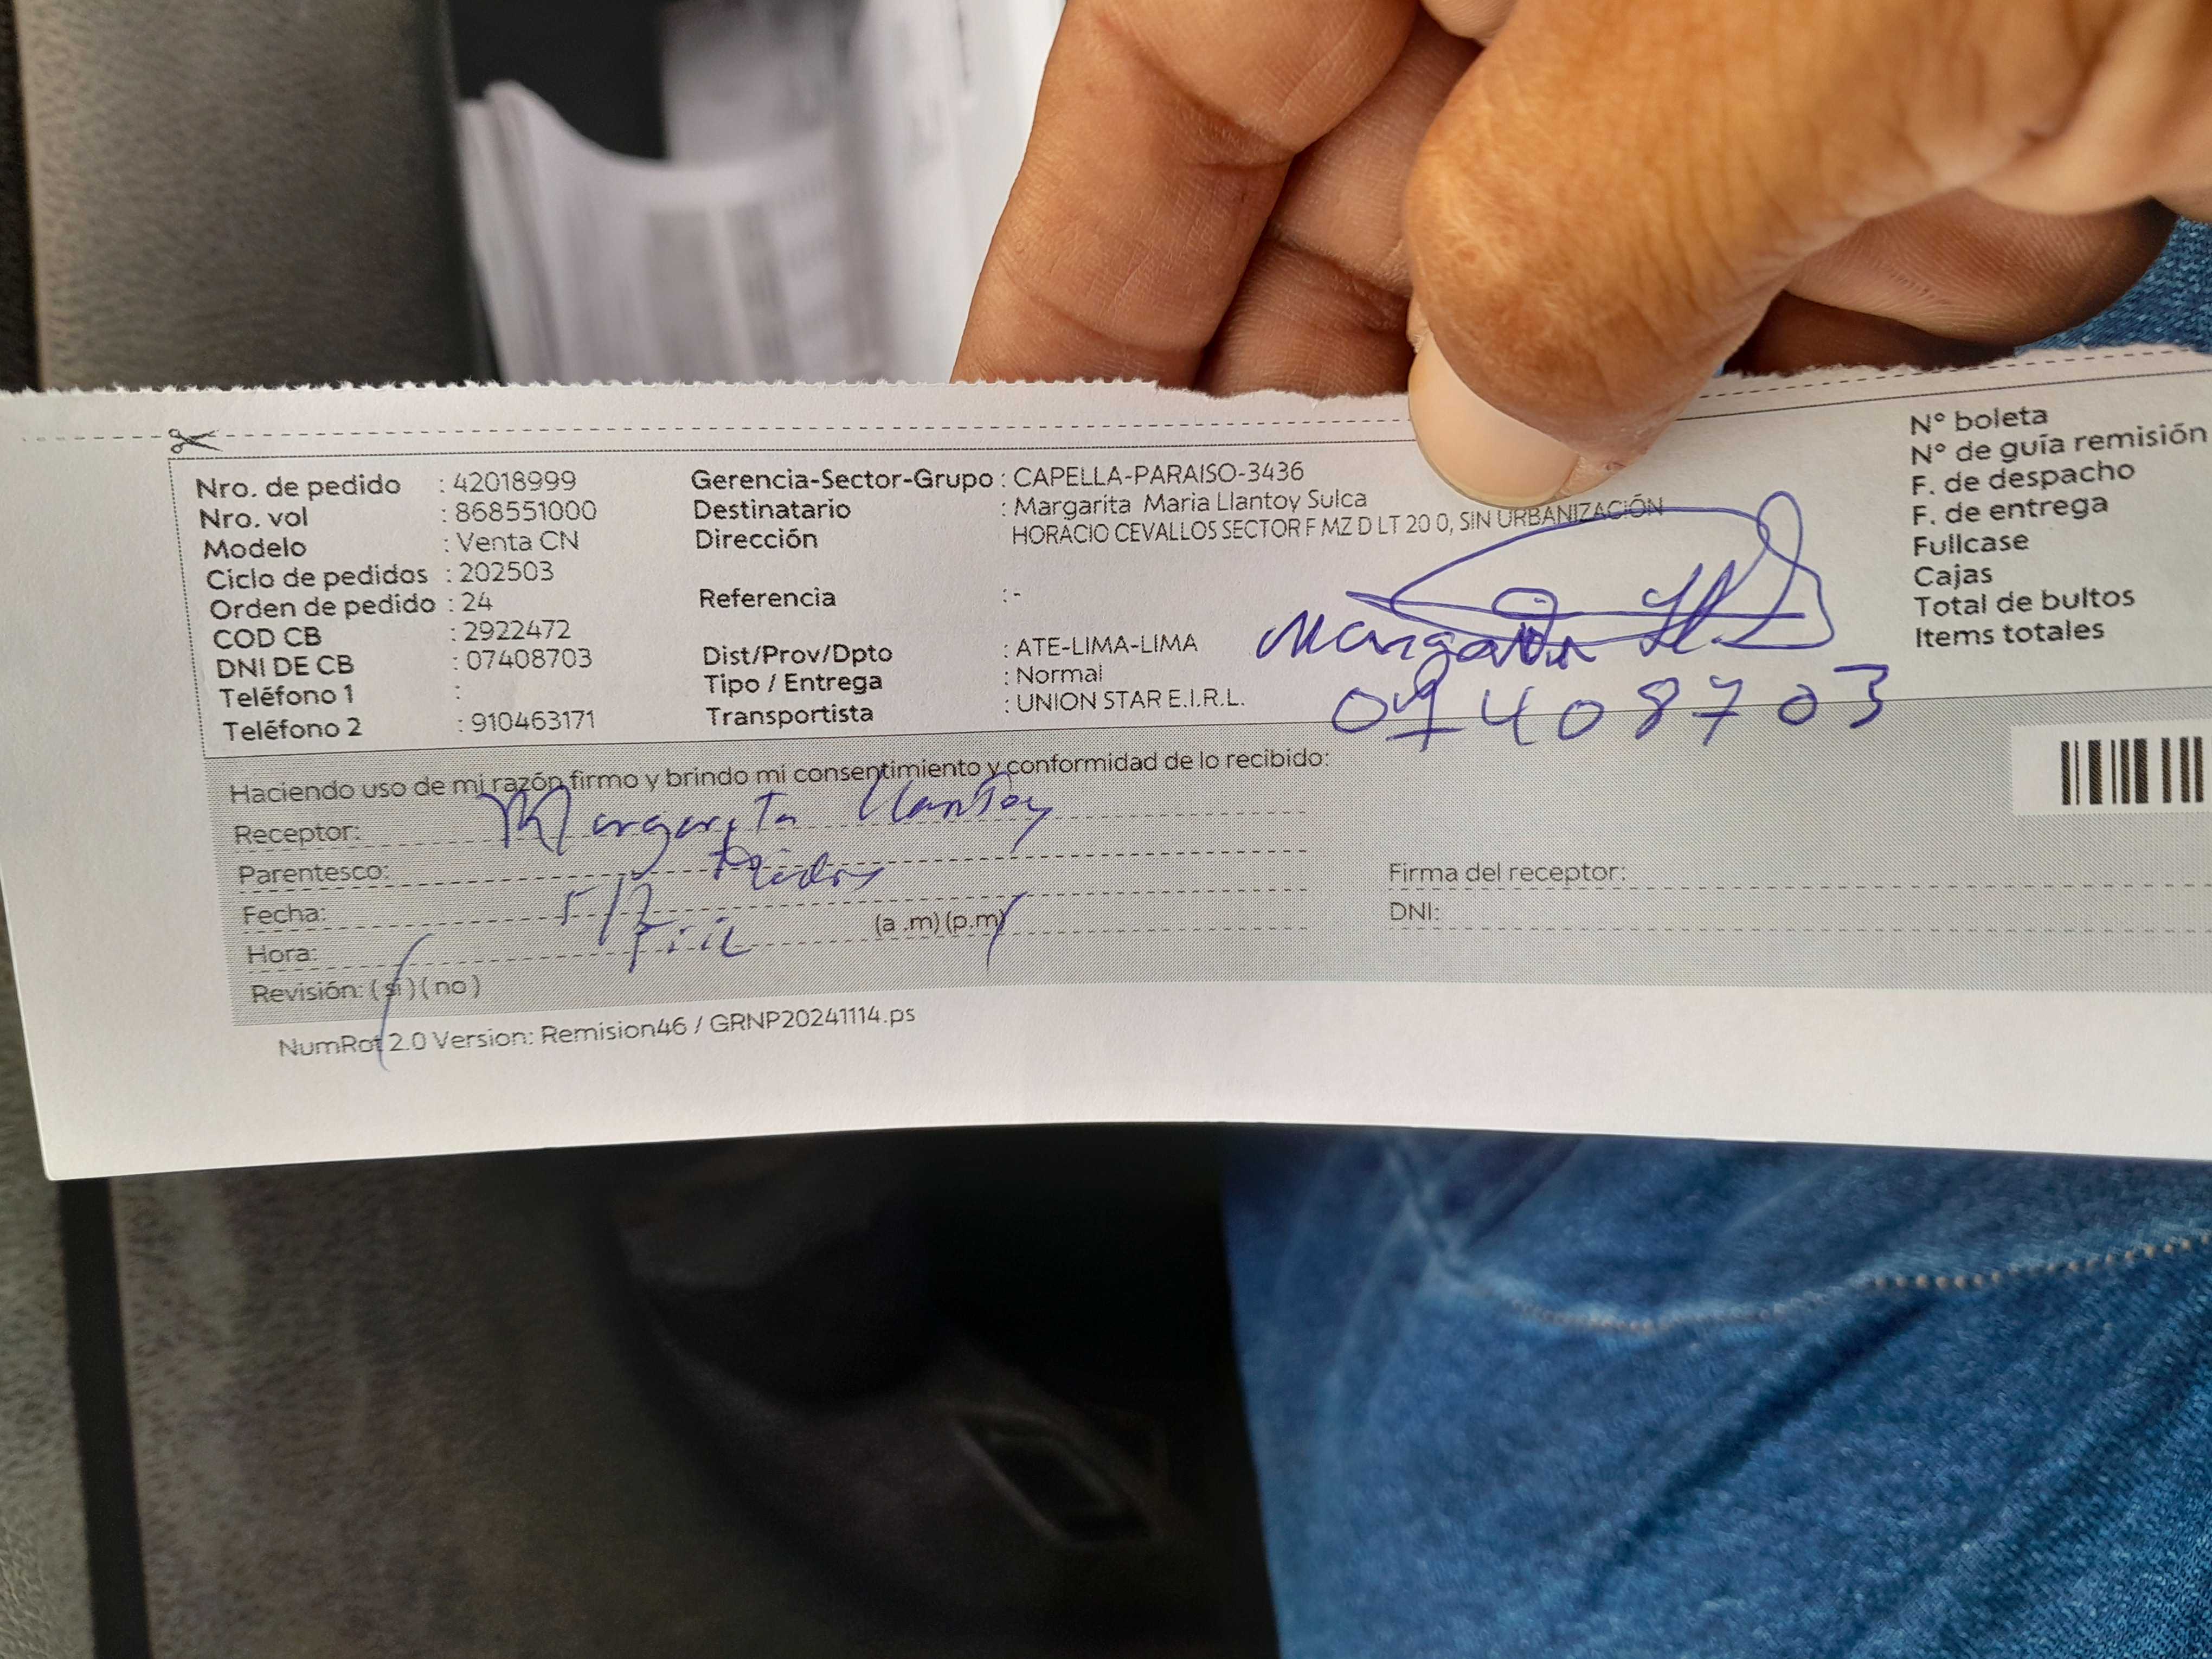 Nro. de pedido : 42018999
Nro. vol : 868551000
Modelo : Venta CN
Ciclo de pedidos : 202503
Orden de pedido : 24
COD CB : 2922472
DNI DE CB : 07408703
Teléfono 1 :
Teléfono 2 : 910463171
Gerencia-Sector-Grupo : CAPELLA-PARAISO-3436
Destinatario : Margarita Maria Llantoy Sulca
Dirección HORACIO CEVALLOS SECTOR F MZ D LT 20 0, SIN URBANIZACIÓN
Referencia : -
Dist/Prov/Dpto : ATE-LIMA-LIMA
Tipo / Entrega : Normal
Transportista : UNION STAR E.I.R.L.
Nº boleta
Nº de guía remisión
F. de despacho
F. de entrega
Fullcase
Cajas
Total de bultos
Items totales
Margarita
07408703
Haciendo uso de mi razón firmo y brindo mi consentimiento y conformidad de lo recibido:
Receptor: Margarita Llantoy
Parentesco:
Fecha: 5/2
Hora: (a .m) (p.m)
Revisión: ( si ) ( no )
Firma del receptor:
DNI:
NumRot 2.0 Version: Remision46 / GRNP20241114.ps